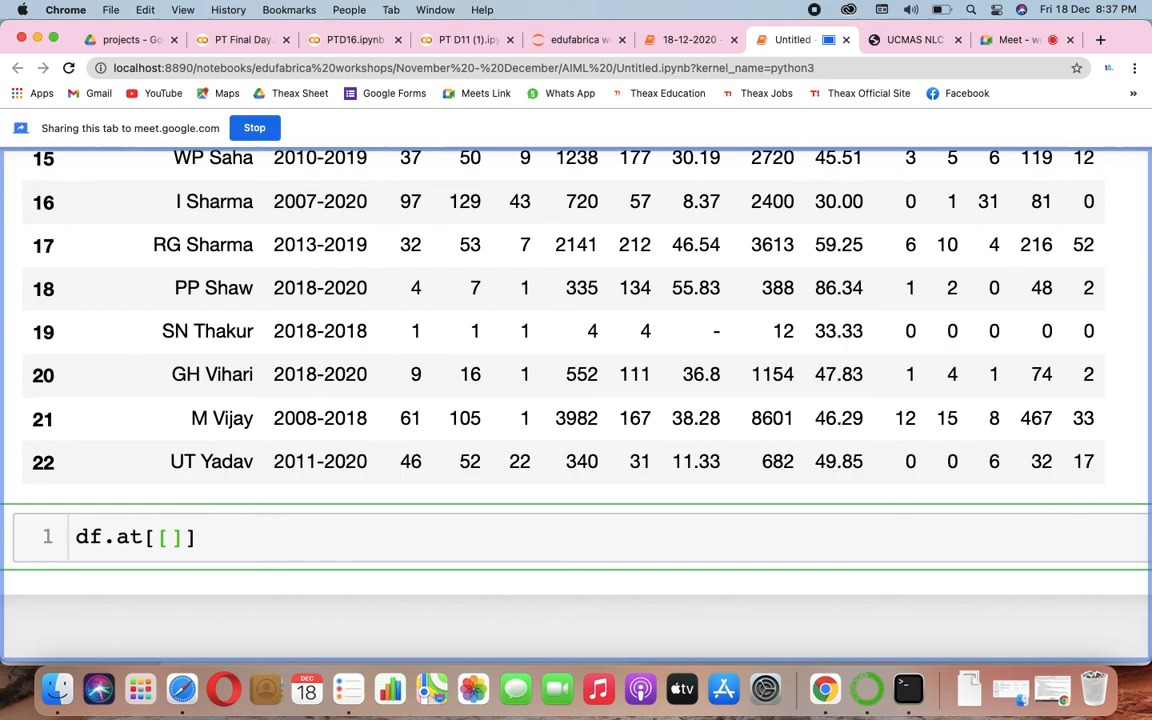 Chrome File Edit View History Bookmarks People Tab Window Help Fri 18 Dec 8:37 PM
projects - Go PT Final Day. PTD16.ipynb PT D11 (1).ip edufabrica w 18-12-2020 - Untitled - UCMAS NLC Meet - w
localhost:8890/notebooks/edufabrica%20workshops/November%20-%20December/AIML%20/Untitled.ipynb?kernel_name=python3
Apps Gmail YouTube Maps Theax Sheet Google Forms Meets Link Whats App Theax Education Theax Jobs Theax Official Site Facebook »
Sharing this tab to meet.google.com Stop
15 WP Saha 2010-2019 37 50 9 1238 177 30.19 2720 45.51 3 5 6 119 12
16 I Sharma 2007-2020 97 129 43 720 57 8.37 2400 30.00 0 1 31 81 0
17 RG Sharma 2013-2019 32 53 7 2141 212 46.54 3613 59.25 6 10 4 216 52
18 PP Shaw 2018-2020 4 7 1 335 134 55.83 388 86.34 1 2 0 48 2
19 SN Thakur 2018-2018 1 1 1 4 4 - 12 33.33 0 0 0 0 0
20 GH Vihari 2018-2020 9 16 1 552 111 36.8 1154 47.83 1 4 1 74 2
21 M Vijay 2008-2018 61 105 1 3982 167 38.28 8601 46.29 12 15 8 467 33
22 UT Yadav 2011-2020 46 52 22 340 31 11.33 682 49.85 0 0 6 32 17
1 df.at[[]]
DEC
18
tv